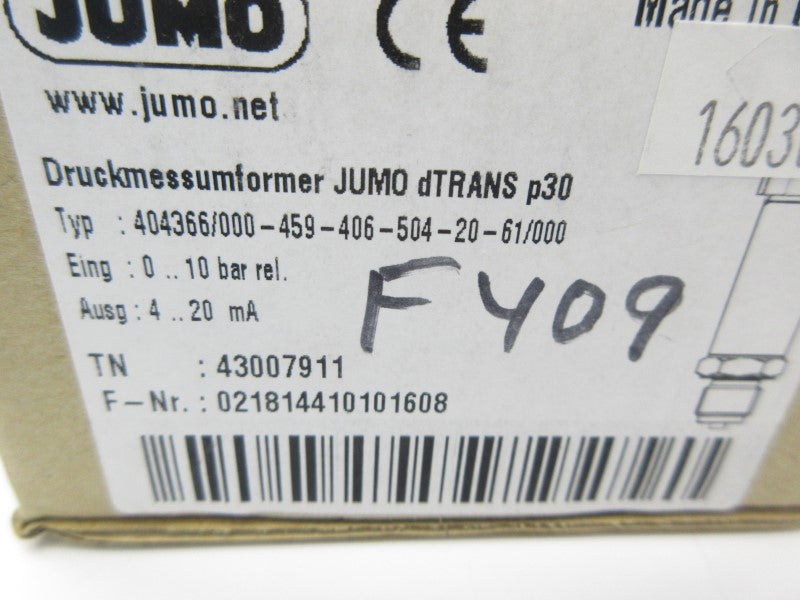 JUMO
CE
Made in
www.jumo.net
Druckmessumformer JUMO dTRANS p30
Typ : 404366/000-459-406-504-20-61/000
Eing : 0 .. 10 bar rel.
Ausg : 4 .. 20 mA
F409
TN : 43007911
F-Nr. : 021814410101608